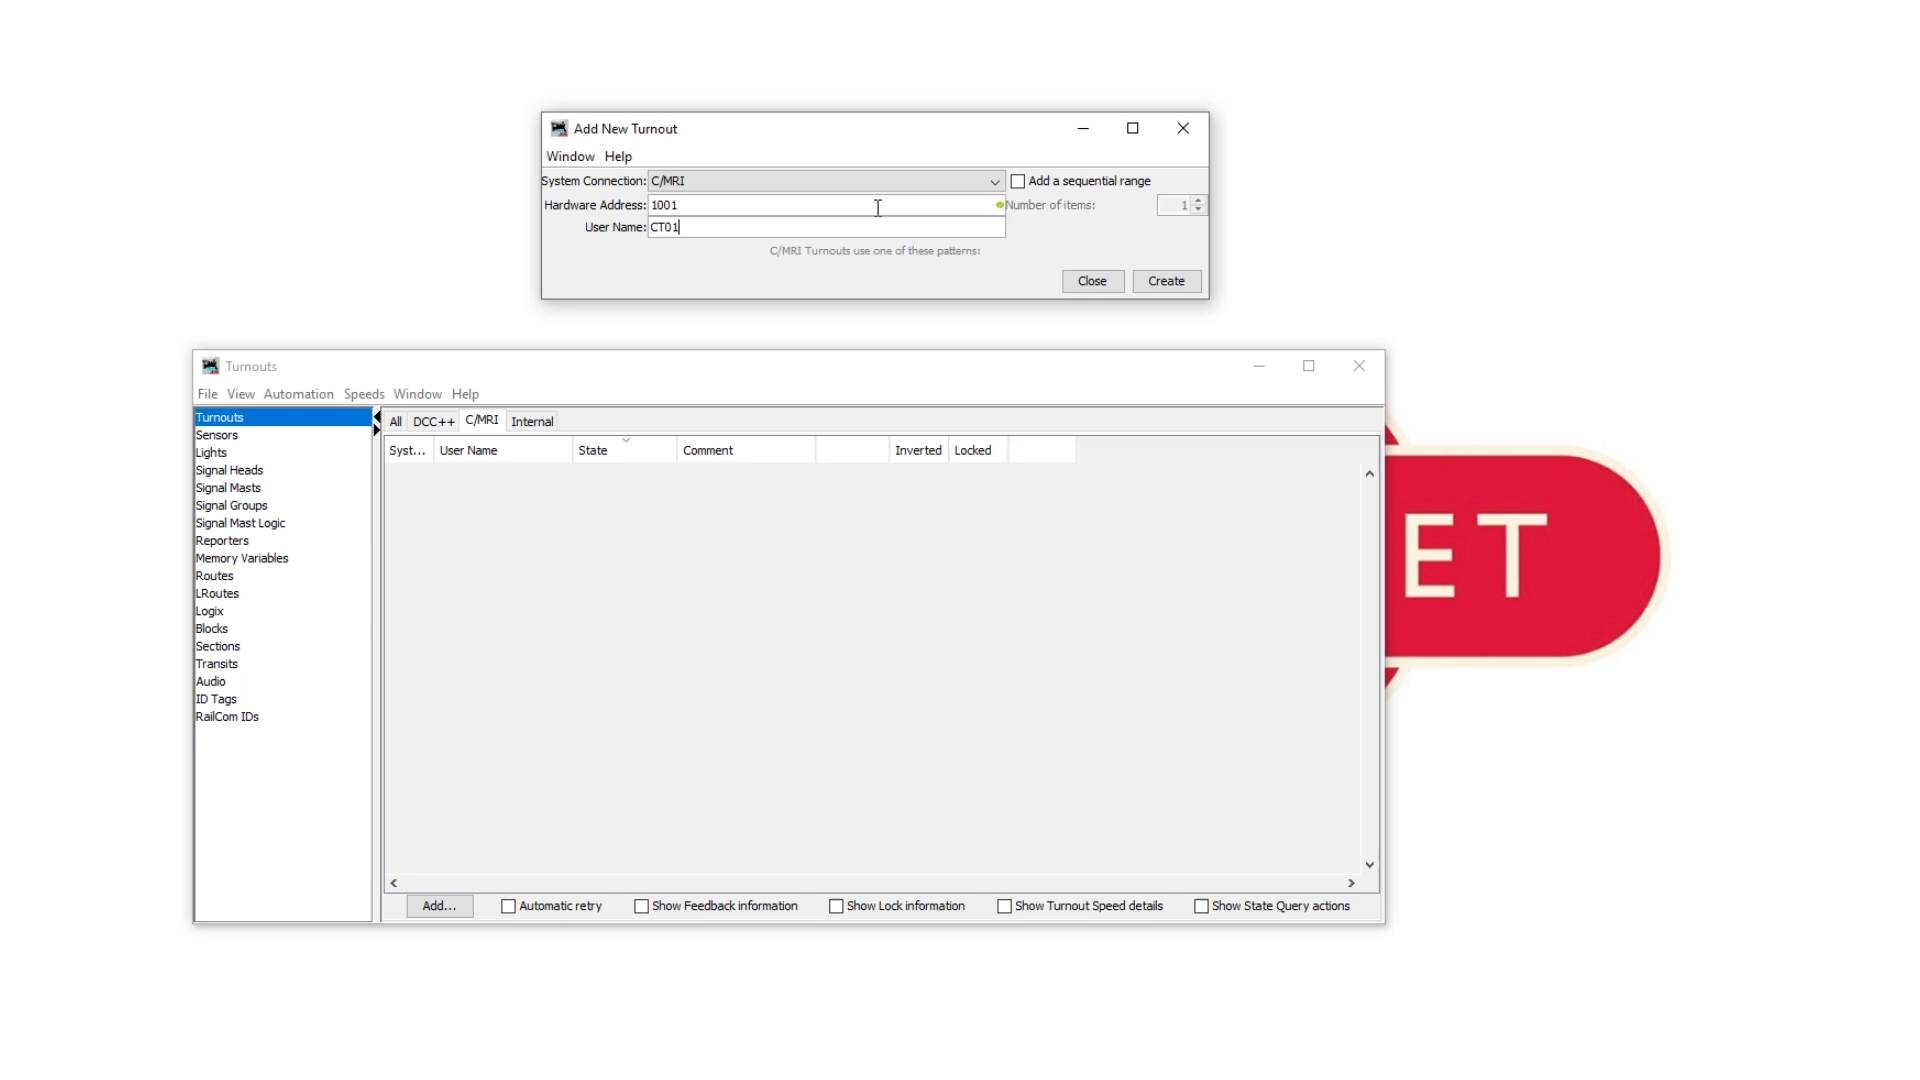 Add New Turnout
Window Help
System Connection: C/MRI Add a sequential range
Hardware Address: 1001 Number of items: 1
User Name: CT01
C/MRI Turnouts use one of these patterns:
Close Create
Turnouts
File View Automation Speeds Window Help
Turnouts
Sensors
Lights
Signal Heads
Signal Masts
Signal Groups
Signal Mast Logic
Reporters
Memory Variables
Routes
LRoutes
Logix
Blocks
Sections
Transits
Audio
ID Tags
RailCom IDs
All DCC++ C/MRI Internal
Syst... User Name State Comment Inverted Locked
Add... Automatic retry Show Feedback information Show Lock information Show Turnout Speed details Show State Query actions
ET